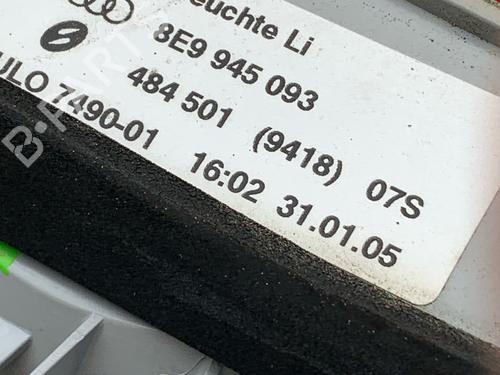 euchte Li
8E9 945 093
484 501 (9418) 07S
ULO 7490-01 16:02 31.01.05